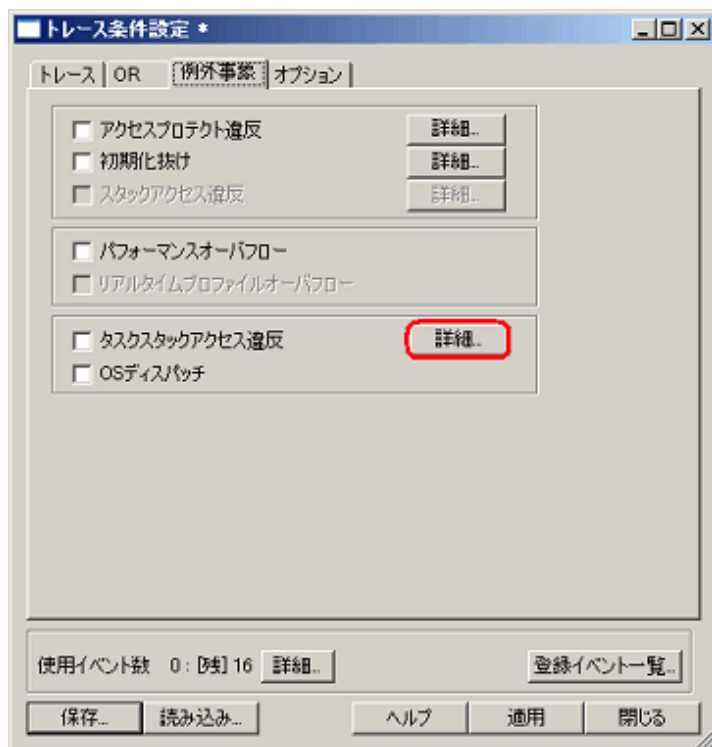 トレース条件設定 *
トレース OR 例外事象 オプション
アクセスプロテクト違反 詳細...
初期化抜け 詳細...
スタックアクセス違反 詳細...
パフォーマンスオーバフロー
リアルタイムプロファイルオーバフロー
タスクスタックアクセス違反 詳細...
OSディスパッチ
使用イベント数 0 : [残] 16 詳細... 登録イベント一覧...
保存... 読み込み... ヘルプ 適用 閉じる